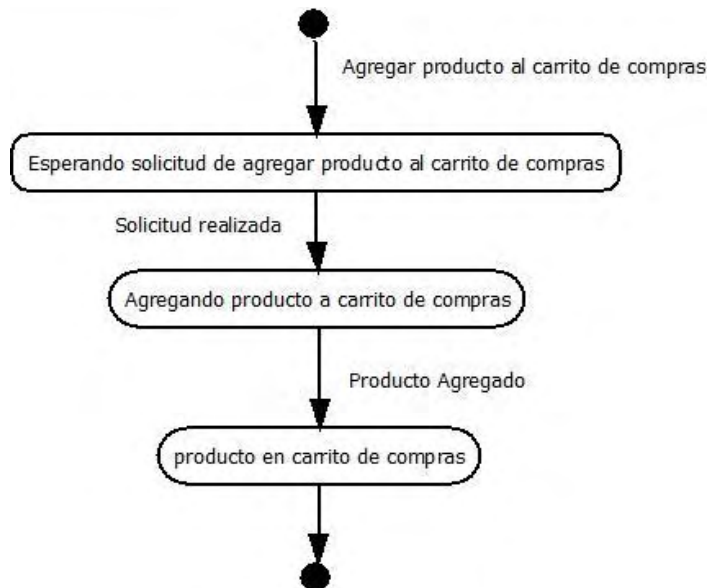 Agregar producto al carrito de compras
Esperando solicitud de agregar producto al carrito de compras
Solicitud realizada
Agregando producto a carrito de compras
Producto Agregado
producto en carrito de compras